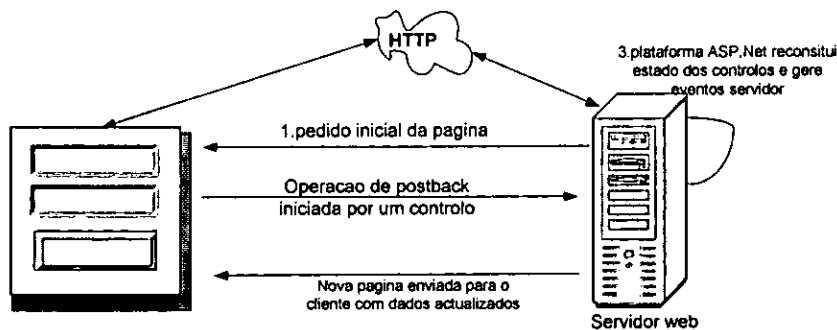 HTTP
3.plataforma ASP,Net reconsitui
estado dos controlos e gere
eventos servidor
1.pedido inicial da pagina
Operacao de postback
iniciada por um controlo
Nova pagina enviada para o
cliente com dados actualizados
Servidor web